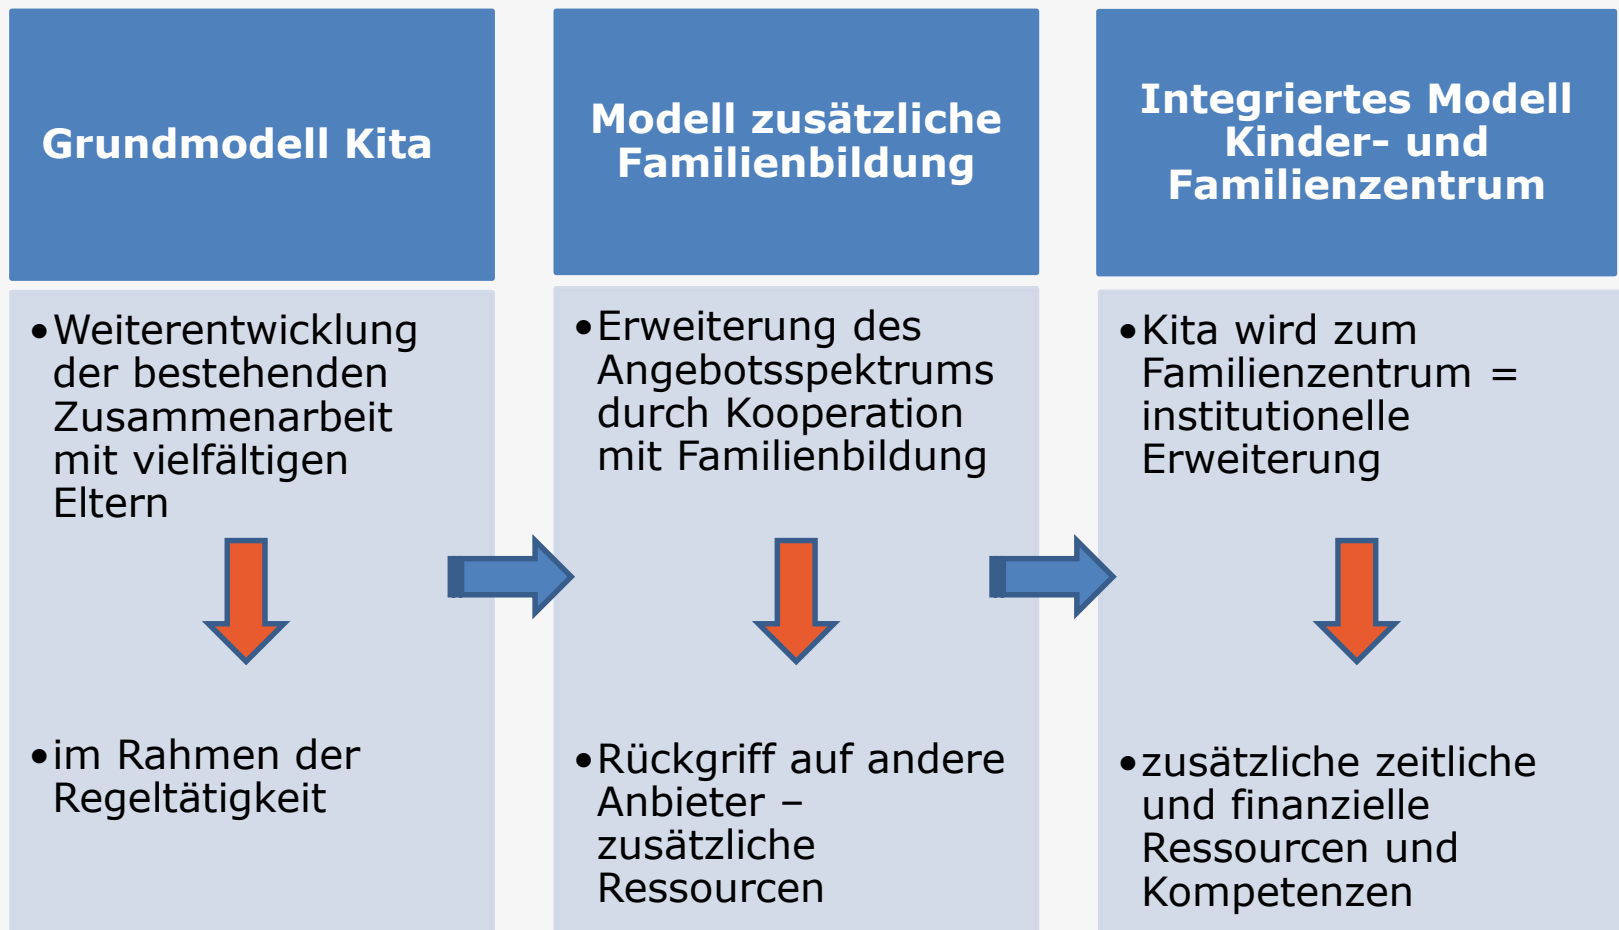 Grundmodell Kita
•Weiterentwicklung
der bestehenden
Zusammenarbeit
mit vielfältigen
Eltern
•im Rahmen der
Regeltätigkeit
Modell zusätzliche
Familienbildung
•Erweiterung des
Angebotsspektrums
durch Kooperation
mit Familienbildung
•Rückgriff auf andere
Anbieter –
zusätzliche
Ressourcen
Integriertes Modell
Kinder- und
Familienzentrum
•Kita wird zum
Familienzentrum =
institutionelle
Erweiterung
•zusätzliche zeitliche
und finanzielle
Ressourcen und
Kompetenzen